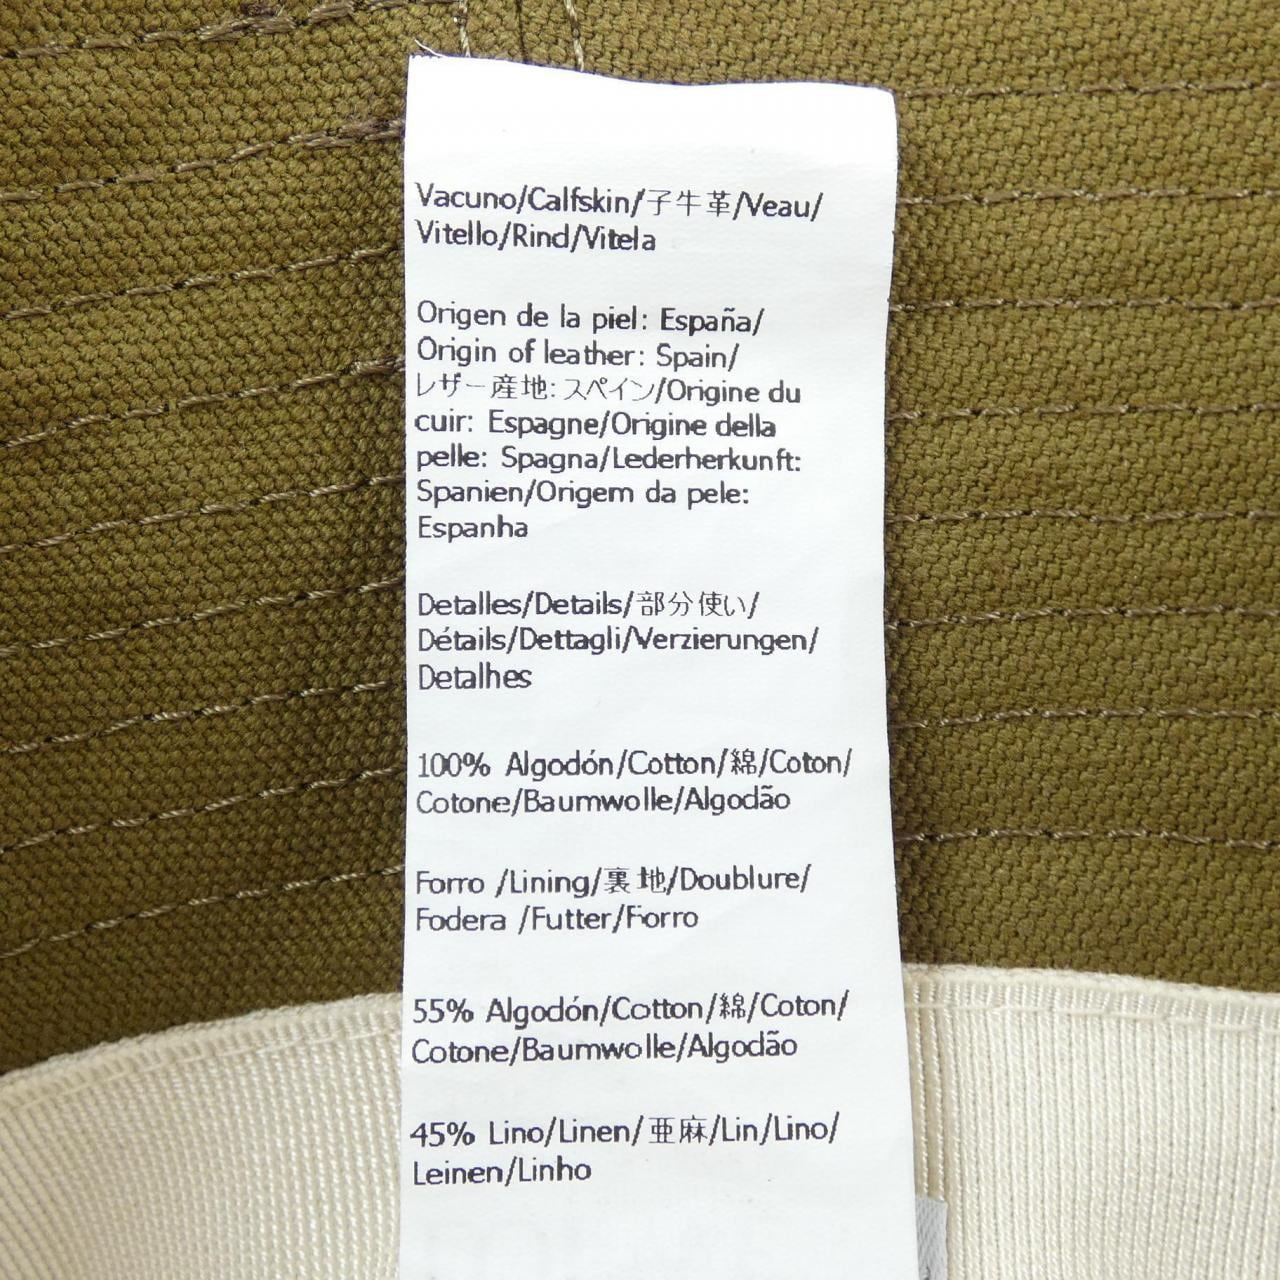 Vacuno/Calfskin/子牛革/Veau/
Vitello/Rind/Vitela
Origen de la piel: España/
Origin of leather: Spain/
レザー産地: スペイン/Origine du
cuir: Espagne/Origine della
pelle: Spagna/Lederherkunft:
Spanien/Origem da pele:
Espanha
Detalles/Details/部分使い/
Détails/Dettagli/Verzierungen/
Detalhes
100% Algodón/Cotton/綿/Coton/
Cotone/Baumwolle/Algodão
Forro /Lining/裏地/Doublure/
Fodera /Futter/Forro
55% Algodón/Cotton/綿/Coton/
Cotone/Baumwolle/Algodão
45% Lino/Linen/亜麻/Lin/Lino/
Leinen/Linho